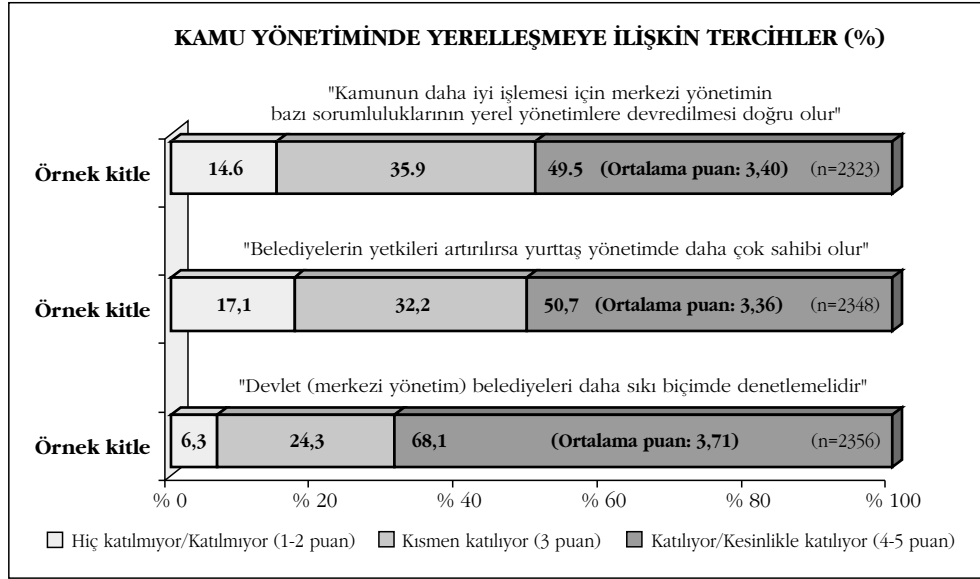 KAMU YÖNETİMİNDE YERELLEŞMEYE İLİŞKİN TERCİHLER (%)
"Kamunun daha iyi işlemesi için merkezi yönetimin
bazı sorumluluklarının yerel yönetimlere devredilmesi doğru olur"
Örnek kitle 14.6 35.9 49.5 (Ortalama puan: 3,40) (n=2323)
"Belediyelerin yetkileri artırılırsa yurttaş yönetimde daha çok sahibi olur"
Örnek kitle 17,1 32,2 50,7 (Ortalama puan: 3,36) (n=2348)
"Devlet (merkezi yönetim) belediyeleri daha sıkı biçimde denetlemelidir"
Örnek kitle 6,3 24,3 68,1 (Ortalama puan: 3,71) (n=2356)
% 0 % 20 % 40 % 60 % 80 % 100
Hiç katılmıyor/Katılmıyor (1-2 puan) Kısmen katılıyor (3 puan) Katılıyor/Kesinlikle katılıyor (4-5 puan)